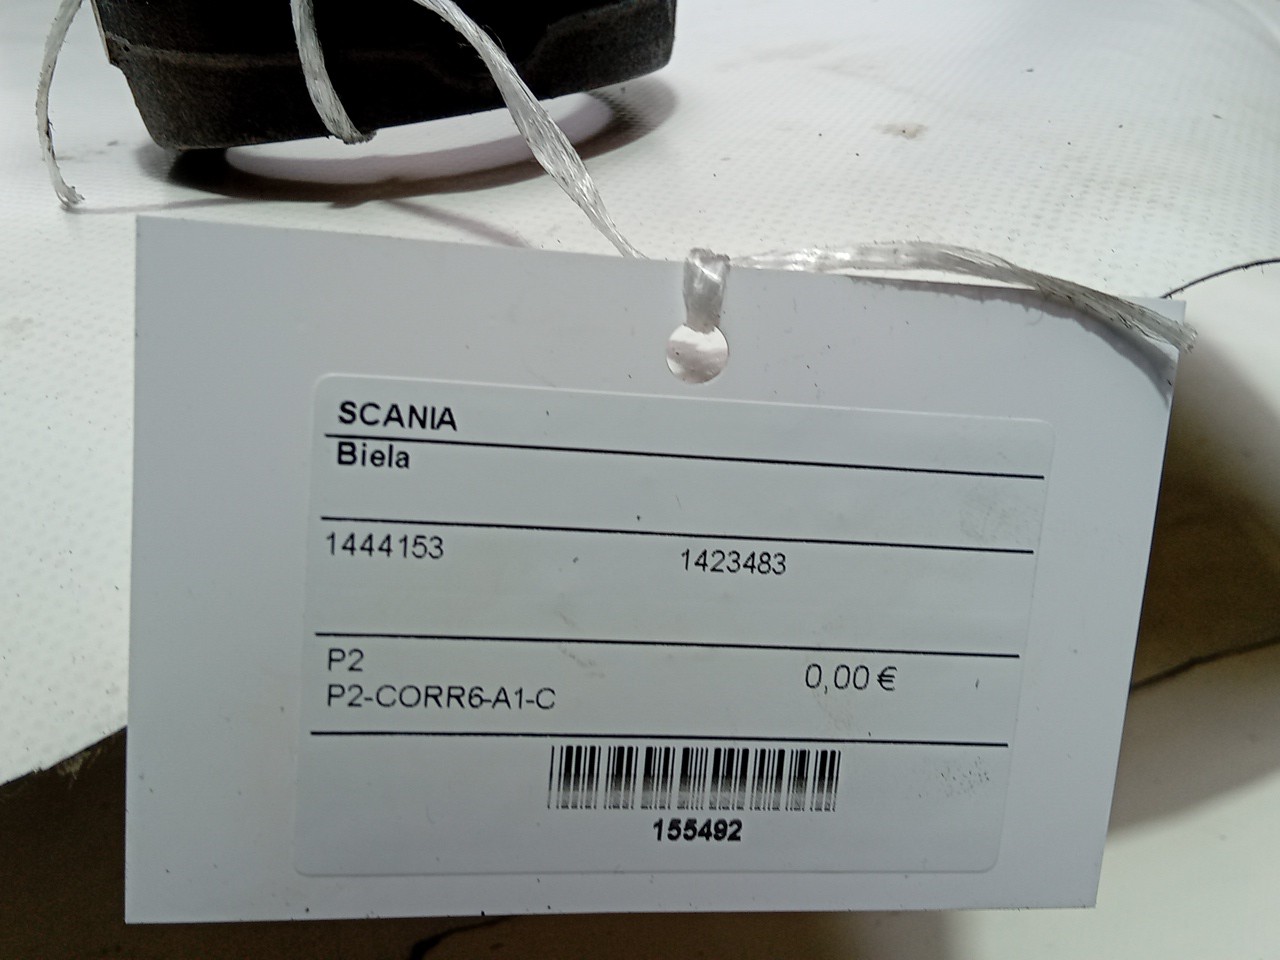 SCANIA
Biela
1444153 1423483
P2 0,00 €
P2-CORR6-A1-C
155492